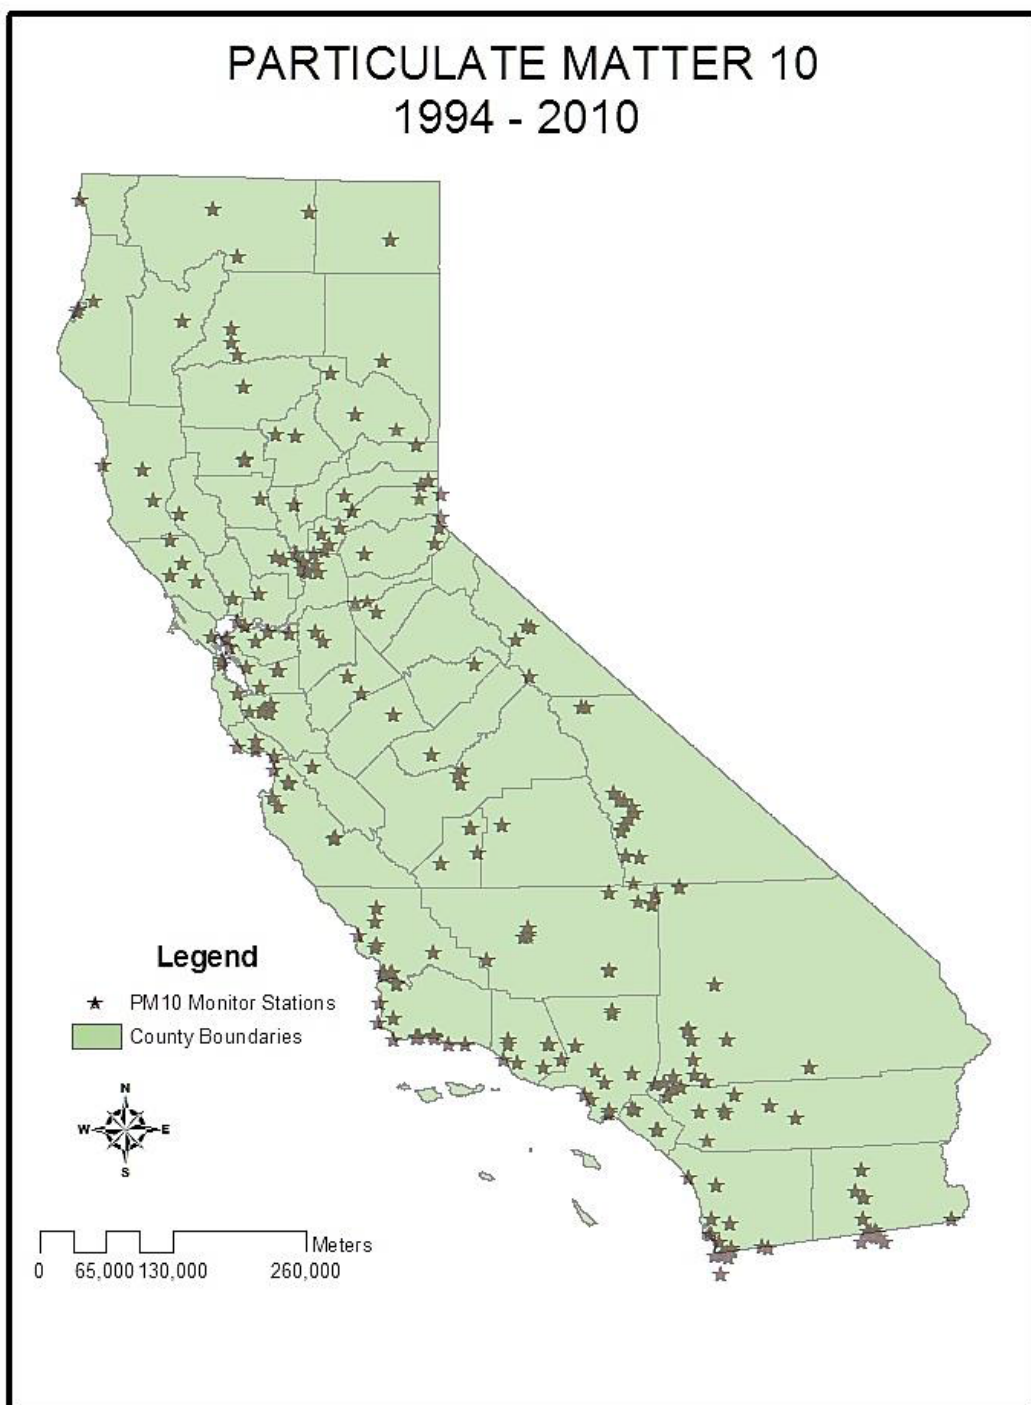 PARTICULATE MATTER 10
1994 - 2010
Legend
PM10 Monitor Stations
County Boundaries
N
W E
S
Meters
0 65,000 130,000 260,000